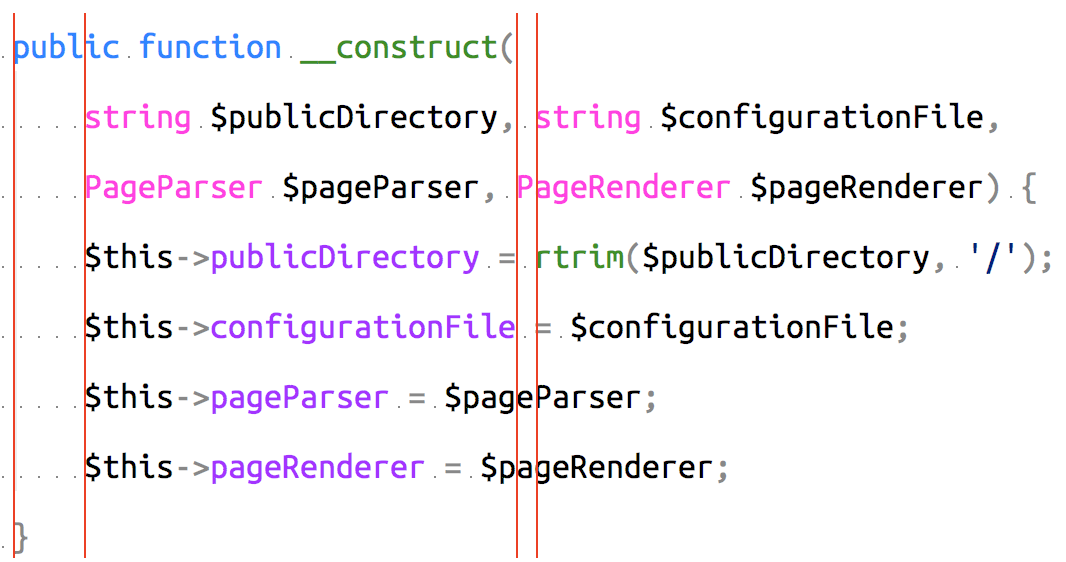 public function __construct(
string $publicDirectory, string $configurationFile,
PageParser $pageParser, PageRenderer $pageRenderer) {
$this->publicDirectory = rtrim($publicDirectory, '/');
$this->configurationFile = $configurationFile;
$this->pageParser = $pageParser;
$this->pageRenderer = $pageRenderer;
}